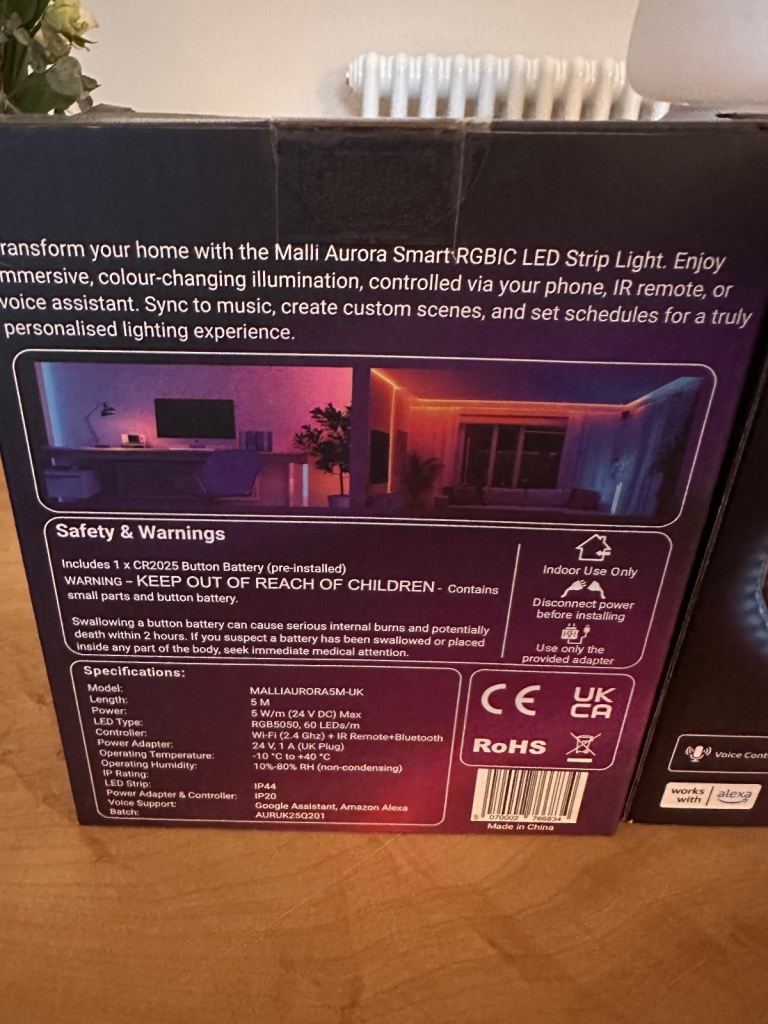 ransform your home with the Malli Aurora Smart RGBIC LED Strip Light. Enjoy
mmersive, colour-changing illumination, controlled via your phone, IR remote, or
voice assistant. Sync to music, create custom scenes, and set schedules for a truly
personalised lighting experience.
Safety & Warnings
Includes 1 x CR2025 Button Battery (pre-installed)
WARNING – KEEP OUT OF REACH OF CHILDREN - Contains
small parts and button battery.
Swallowing a button battery can cause serious internal burns and potentially
death within 2 hours. If you suspect a battery has been swallowed or placed
inside any part of the body, seek immediate medical attention.
Indoor Use Only
Disconnect power
before installing
Use only the
provided adapter
Specifications:
Model: MALLIAURORA5M-UK
Length: 5 M
Power: 5 W/m (24 V DC) Max
LED Type: RGB5050, 60 LEDs/m
Controller: Wi-Fi (2.4 Ghz) + IR Remote+Bluetooth
Power Adapter: 24 V, 1 A (UK Plug)
Operating Temperature: -10 °C to +40 °C
Operating Humidity: 10%-80% RH (non-condensing)
IP Rating:
LED Strip: IP44
Power Adapter & Controller: IP20
Voice Support: Google Assistant, Amazon Alexa
Batch: AURUK25Q201
CE
UK
CA
RoHS
5 070002 766834
Made in China
Voice Cont
works
with
alexa